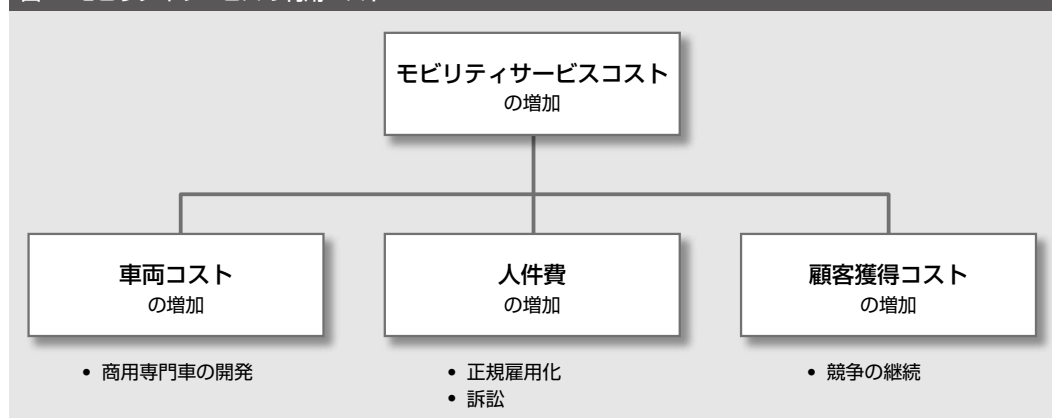 モビリティサービスコスト
の増加
車両コスト
の増加
人件費
の増加
顧客獲得コスト
の増加
• 商用専門車の開発
• 正規雇用化
• 訴訟
• 競争の継続